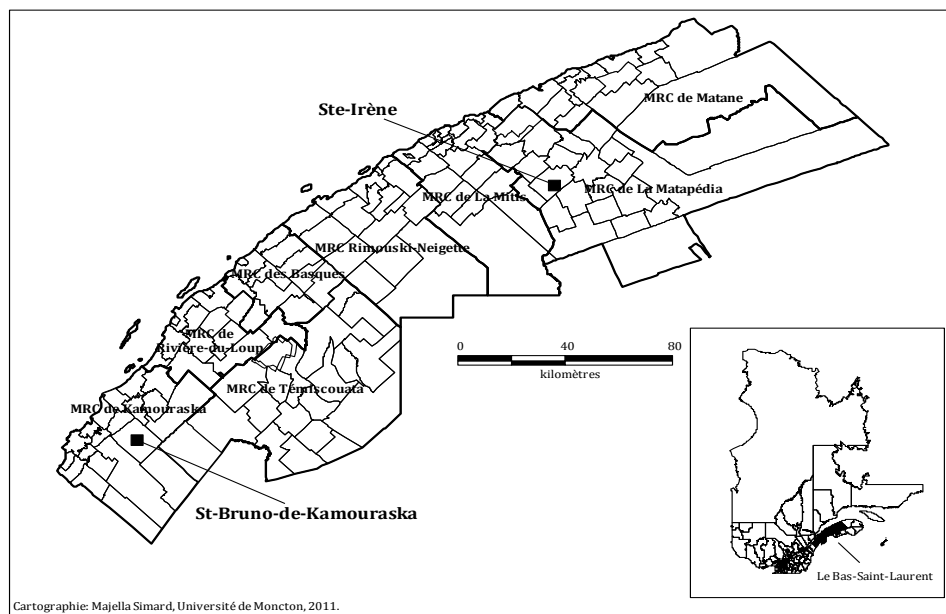 Ste-Irène
MRC de Matane
MRC de La Matapédia
MRC de La Mitis
MRC Rimouski-Neigette
MRC des Basques
MRC de
Rivière-du-Loup
MRC de Témiscouata
MRC de Kamouraska
St-Bruno-de-Kamouraska
0 40 80
kilomètres
Le Bas-Saint-Laurent
Cartographie: Majella Simard, Université de Moncton, 2011.